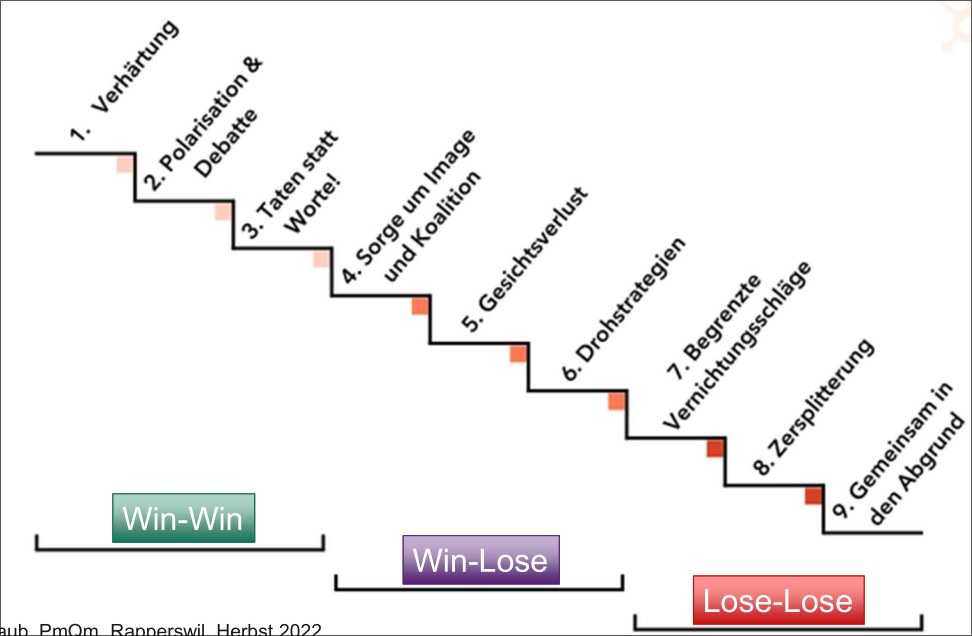 1. Verhärtung
2. Polarisation &
Debatte
3. Taten statt
Worte!
4. Sorge um Image
und Koalition
5. Gesichtsverlust
6. Drohstrategien
7. Begrenzte
Vernichtungsschläge
8. Zersplitterung
9. Gemeinsam in
den Abgrund
Win-Win
Win-Lose
Lose-Lose
PmQm, Rapperswil, Herbst 2022